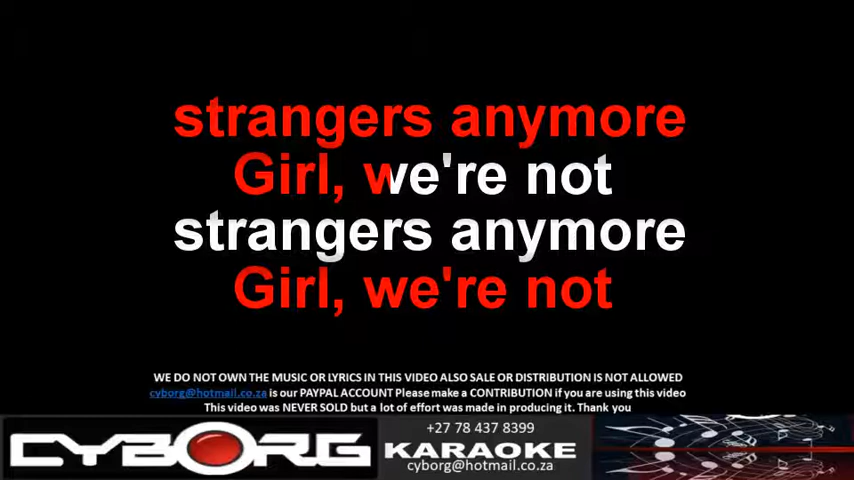 strangers anymore
Girl, we're not
strangers anymore
Girl, we're not
WE DO NOT OWN THE MUSIC OR LYRICS IN THIS VIDEO ALSO SALE OR DISTRIBUTION IS NOT ALLOWED
cyborg@hotmail.co.za is our PAYPAL ACCOUNT Please make a CONTRIBUTION if you are using this video
This video was NEVER SOLD but a lot of effort was made in producing it. Thank you
CYBORG
+27 78 437 8399
KARAOKE
cyborg@hotmail.co.za